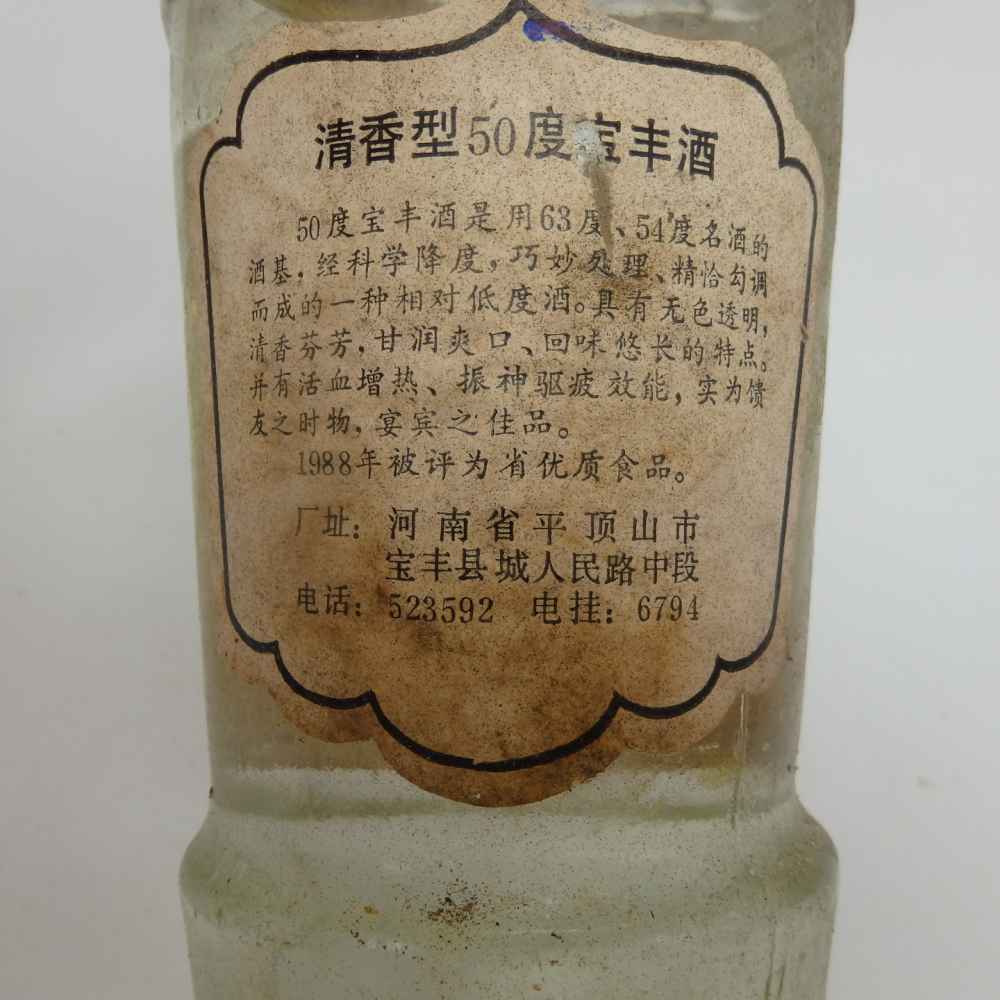 清香型50度宝丰酒
50度宝丰酒是用63度、54度名酒的
酒基,经科学降度,巧妙处理、精恰勾调
而成的一种相对低度酒。具有无色透明,
清香芬芳,甘润爽口、回味悠长的特点。
并有活血增热、振神驱疲效能,实为馈
友之时物,宴宾之佳品。
1988年被评为省优质食品。
厂址:河南省平顶山市
宝丰县城人民路中段
电话:523592 电挂:6794